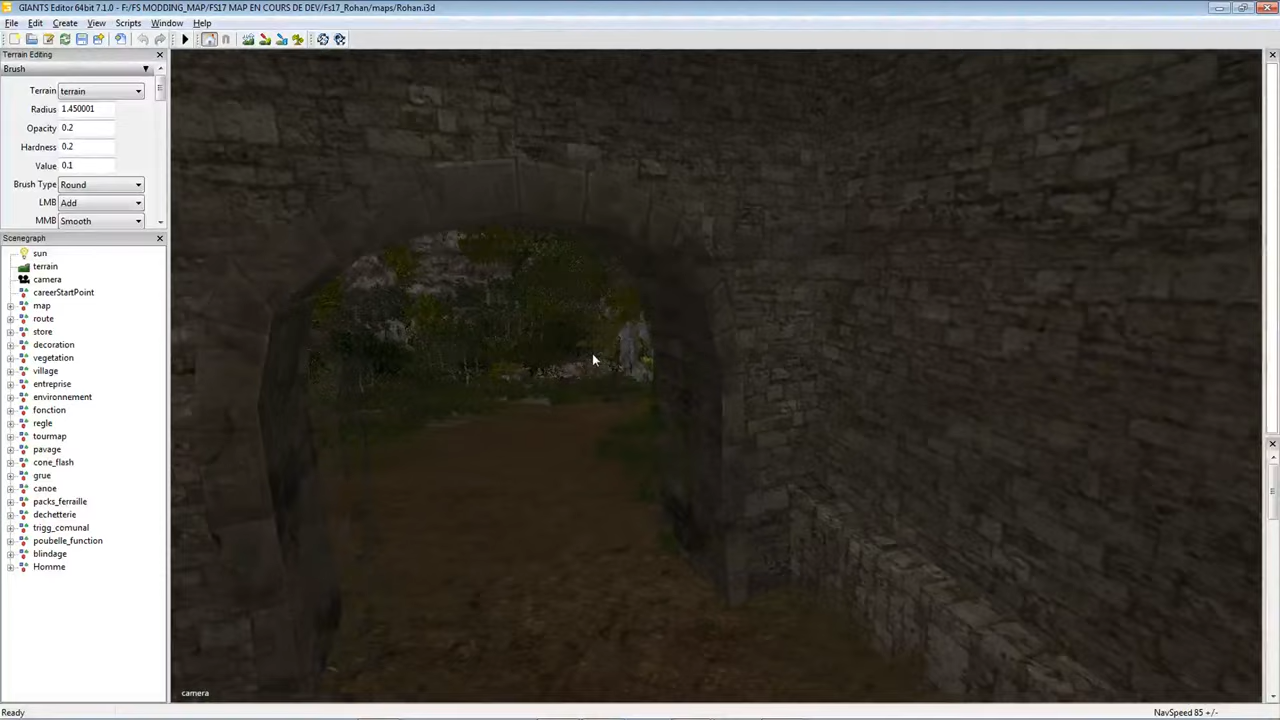 GIANTS Editor 64bit 7.1.0 - F:/FS MODDING_MAP/FS17 MAP EN COURS DE DEV/Fs17_Rohan/maps/Rohan.i3d
File Edit Create View Scripts Window Help
Terrain Editing
Brush
Terrain terrain
Radius 1.450001
Opacity 0.2
Hardness 0.2
Value 0.1
Brush Type Round
LMB Add
MMB Smooth
Scenegraph
sun
terrain
camera
careerStartPoint
map
route
store
decoration
vegetation
village
entreprise
environnement
fonction
regle
tourmap
pavage
cone_flash
grue
canoe
packs_ferraille
dechetterie
trigg_comunal
poubelle_function
blindage
Homme
camera
Ready
NavSpeed 85 +/-